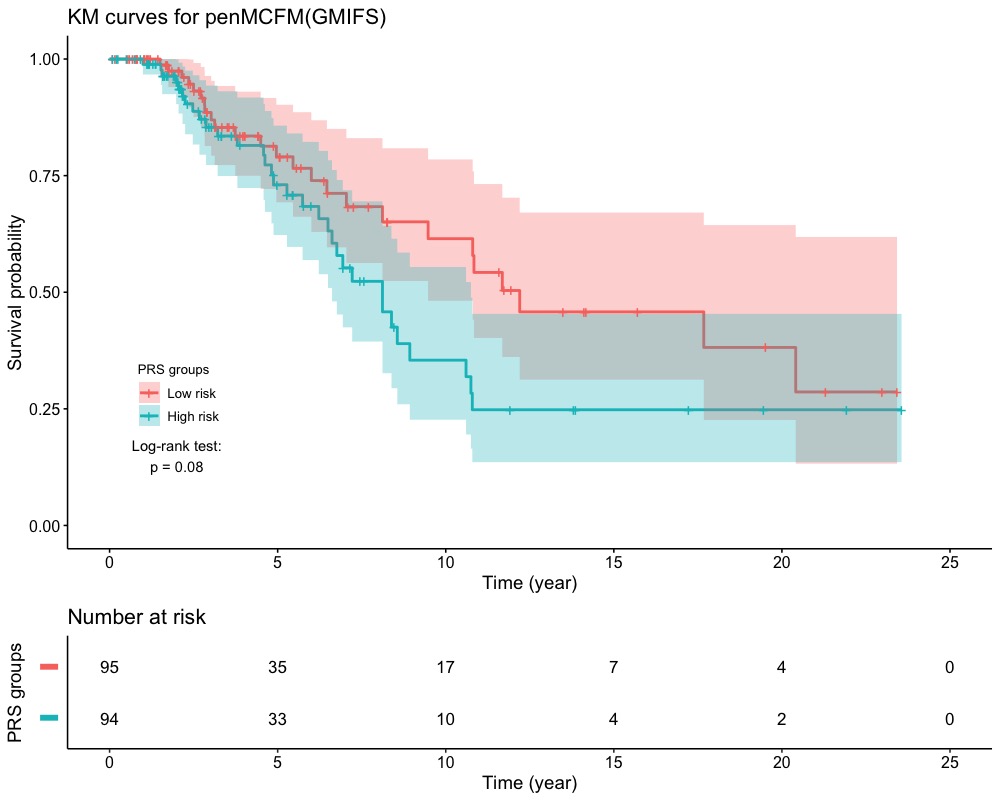 KM curves for penMCFM(GMIFS)
Survival probability
1.00
0.75
0.50
0.25
0.00
PRS groups
Low risk
High risk
Log-rank test:
p = 0.08
0 5 10 15 20 25
Time (year)
Number at risk
PRS groups
95 35 17 7 4 0
94 33 10 4 2 0
0 5 10 15 20 25
Time (year)